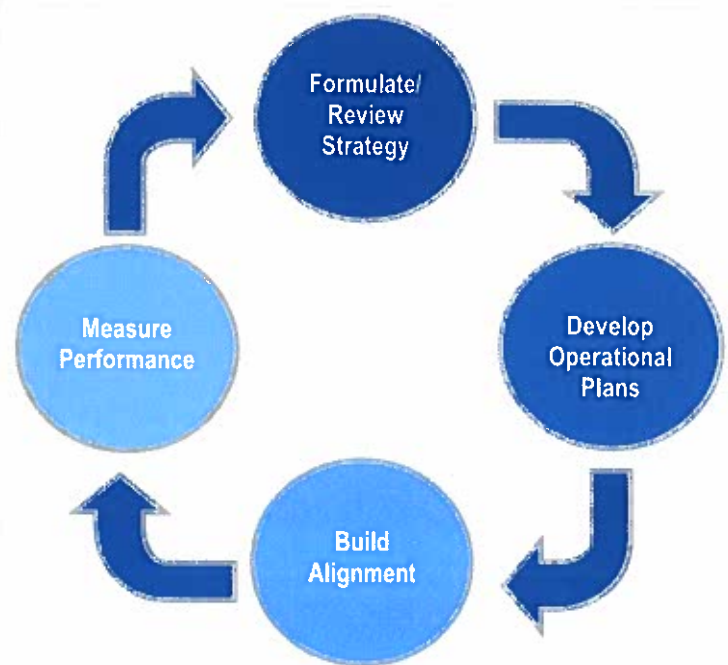 Formulate/
Review
Strategy
Develop
Operational
Plans
Build
Alignment
Measure
Performance